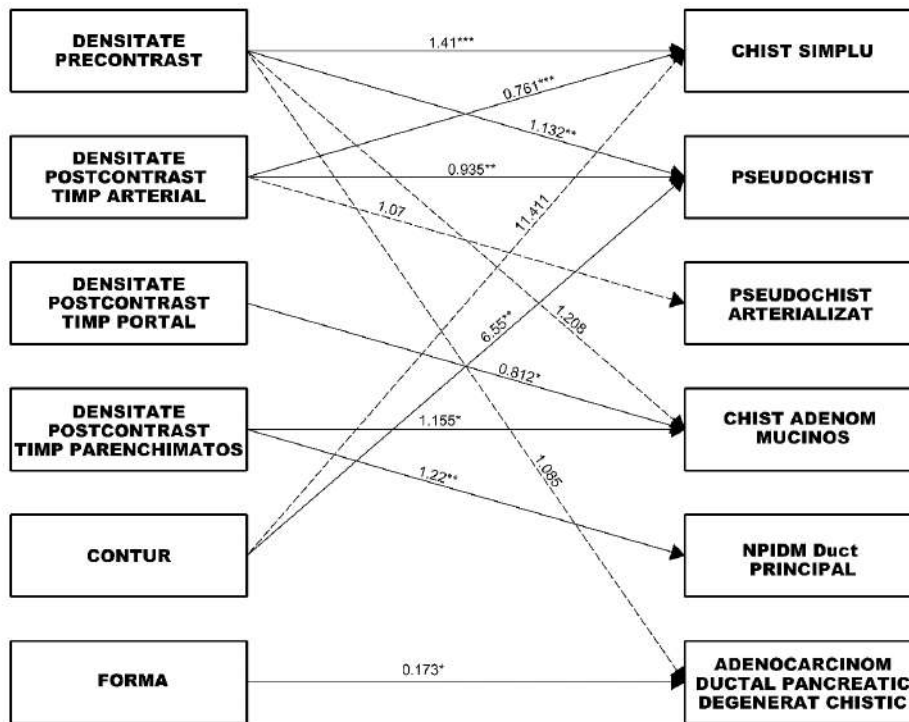 DENSITATE
PRECONTRAST
1.41***
CHIST SIMPLU
0.761***
1.132**
DENSITATE
POSTCONTRAST
TIMP ARTERIAL
0.935**
PSEUDOCHIST
1.07
11.411
DENSITATE
POSTCONTRAST
TIMP PORTAL
PSEUDOCHIST
ARTERIALIZAT
6.55**
1.208
0.812*
DENSITATE
POSTCONTRAST
TIMP PARENCHIMATOS
1.155*
CHIST ADENOM
MUCINOS
1.22**
1.085
CONTUR
NPIDM Duct
PRINCIPAL
FORMA
0.173*
ADENOCARCINOM
DUCTAL PANCREATIC
DEGENERAT CHISTIC